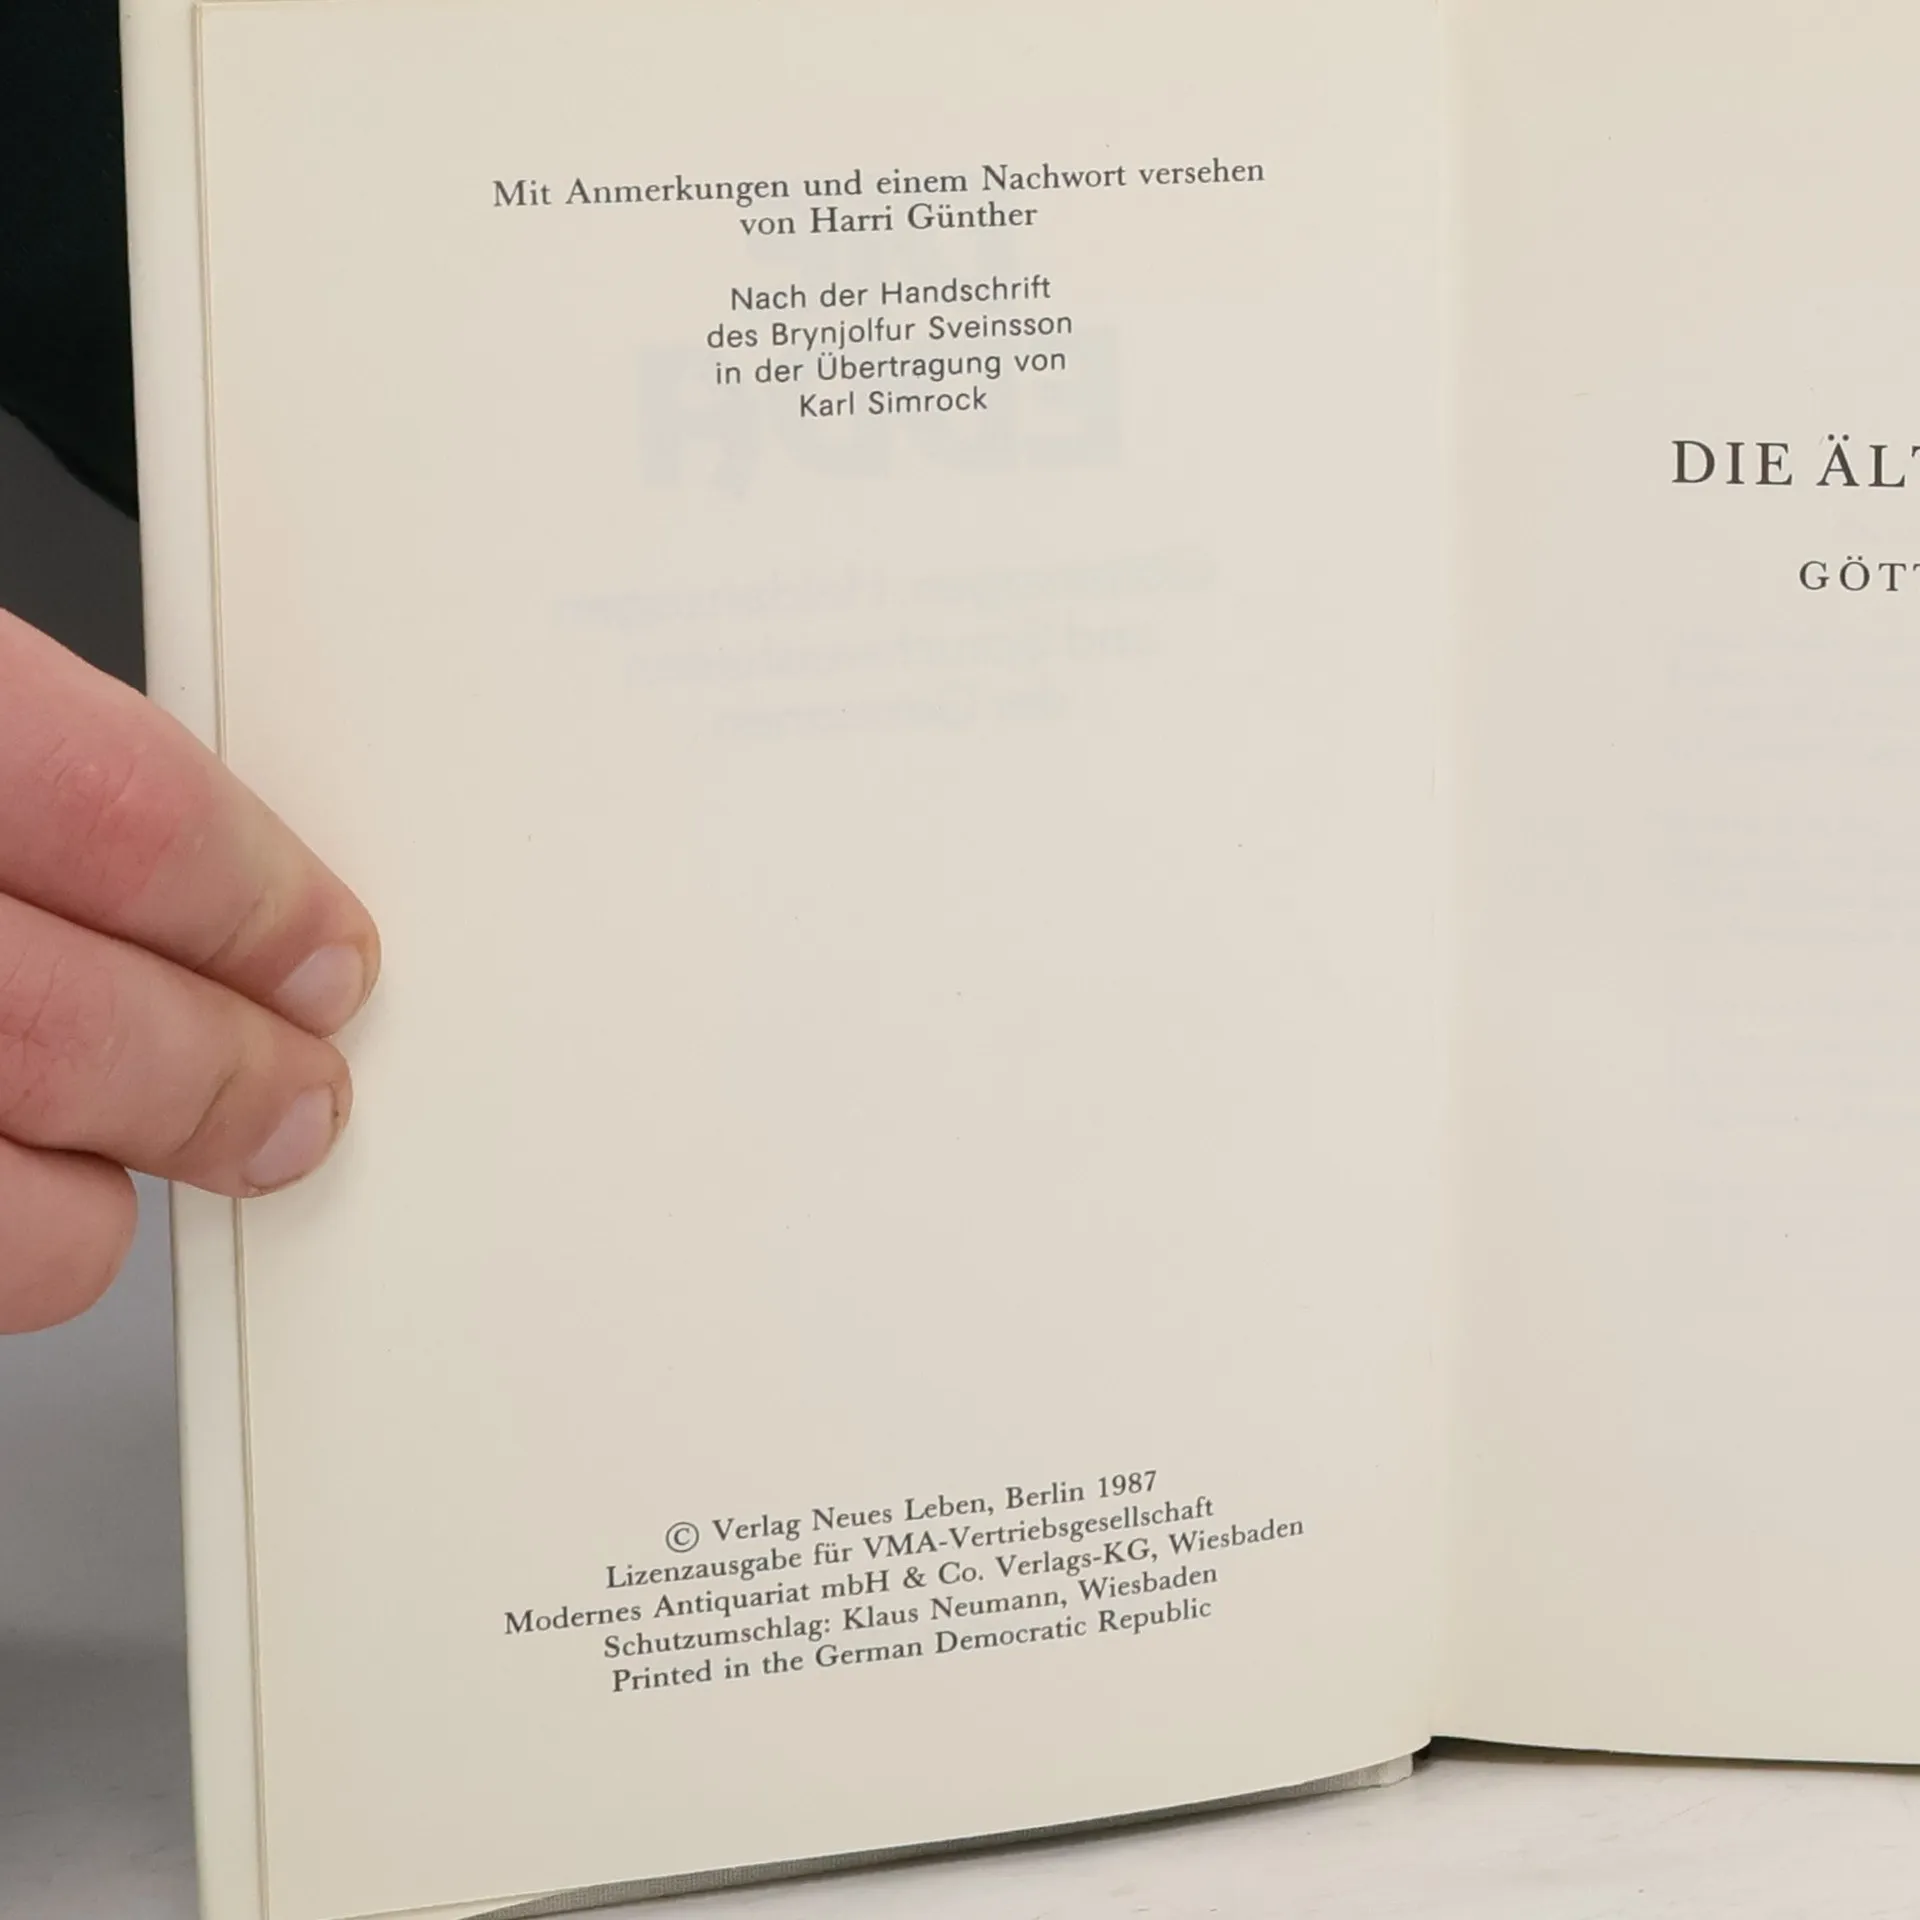 Mit Anmerkungen und einem Nachwort versehen
von Harri Günther
Nach der Handschrift
des Brynjolfur Sveinsson
in der Übertragung von
Karl Simrock
© Verlag Neues Leben, Berlin 1987
Lizenzausgabe für VMA-Vertriebsgesellschaft
Modernes Antiquariat mbH & Co. Verlags-KG, Wiesbaden
Schutzumschlag: Klaus Neumann, Wiesbaden
Printed in the German Democratic Republic
DIE ÄLT
GÖTT